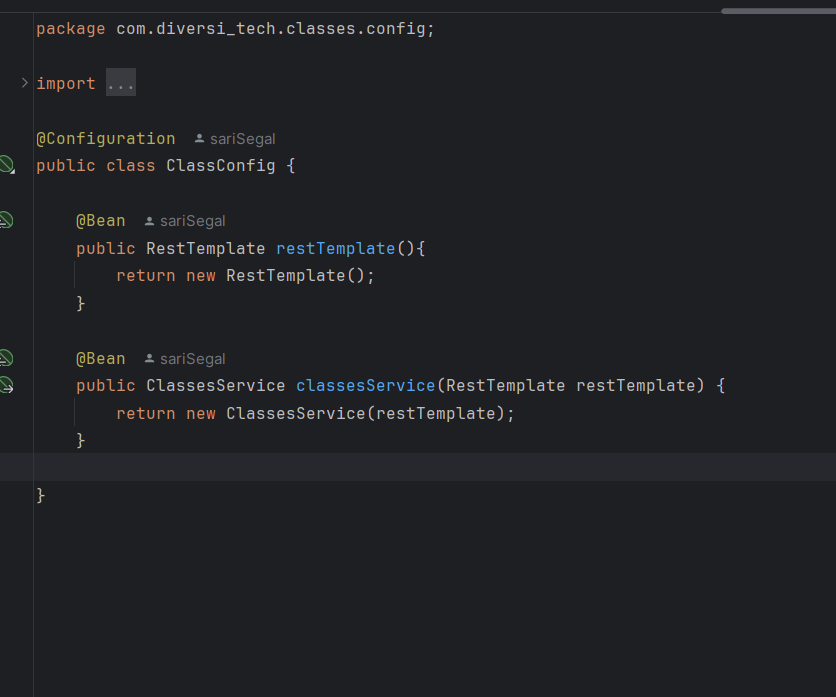 package com.diversi_tech.classes.config;
import ...
@Configuration sariSegal
public class ClassConfig {
@Bean sariSegal
public RestTemplate restTemplate(){
return new RestTemplate();
}
@Bean sariSegal
public ClassesService classesService(RestTemplate restTemplate) {
return new ClassesService(restTemplate);
}
}